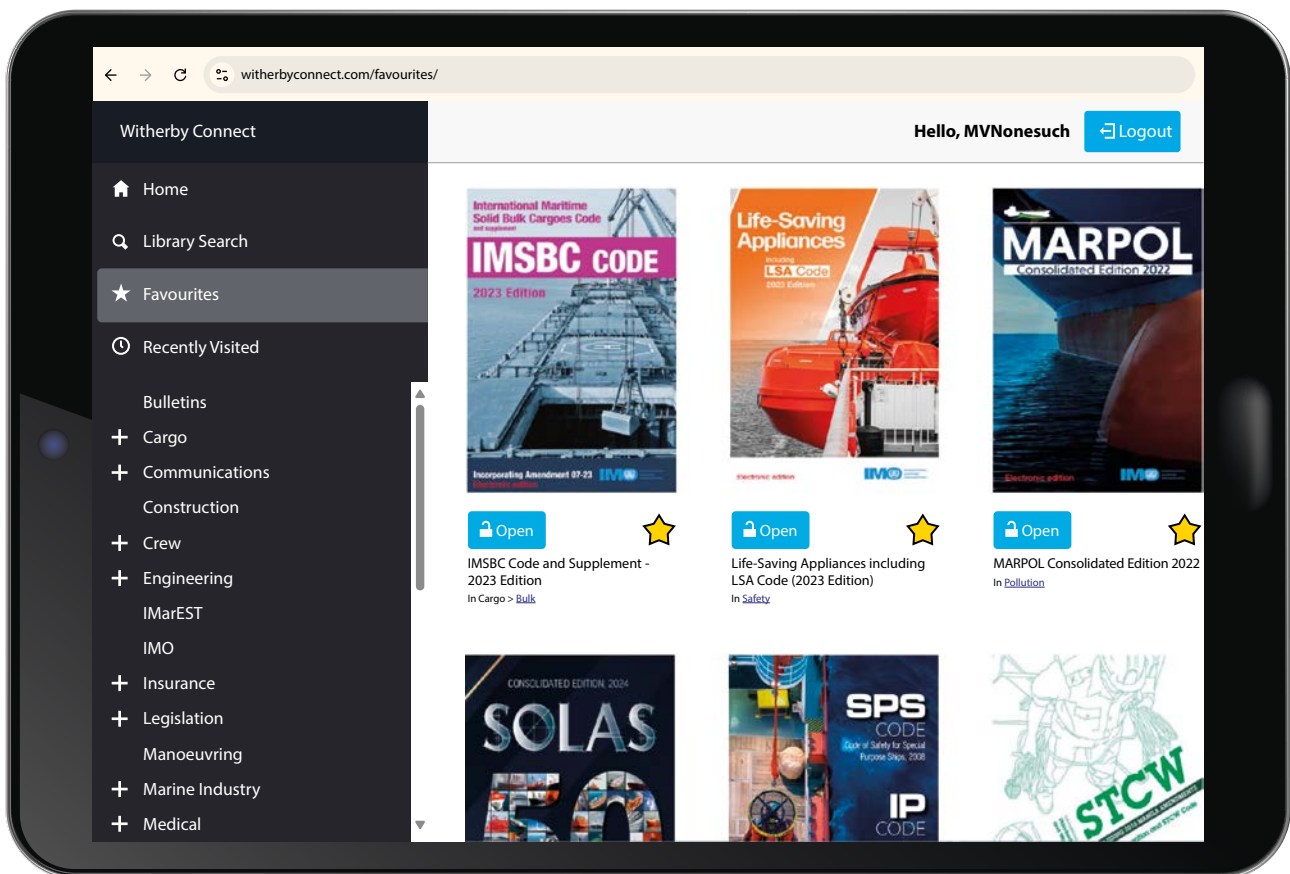 witherbyconnect.com/favourites/
Witherby Connect
Hello, MVNonesuch
Logout
Home
Library Search
Favourites
Recently Visited
Bulletins
Cargo
Communications
Construction
Crew
Engineering
IMarEST
IMO
Insurance
Legislation
Manoeuvring
Marine Industry
Medical
International Maritime
Solid Bulk Cargoes Code
and supplement
IMSBC CODE
2023 Edition
Incorporating Amendment 07-23
Electronic edition
IMO
Open
IMSBC Code and Supplement -
2023 Edition
In Cargo > Bulk
Life-Saving
Appliances
including
LSA Code
2023 Edition
Electronic edition
IMO
Open
Life-Saving Appliances including
LSA Code (2023 Edition)
In Safety
MARPOL
Consolidated Edition 2022
Electronic edition
IMO
Open
MARPOL Consolidated Edition 2022
In Pollution
CONSOLIDATED EDITION, 2024
SOLAS
50
SPS
CODE
Code of Safety for Special
Purpose Ships, 2008
IP
CODE
STCW